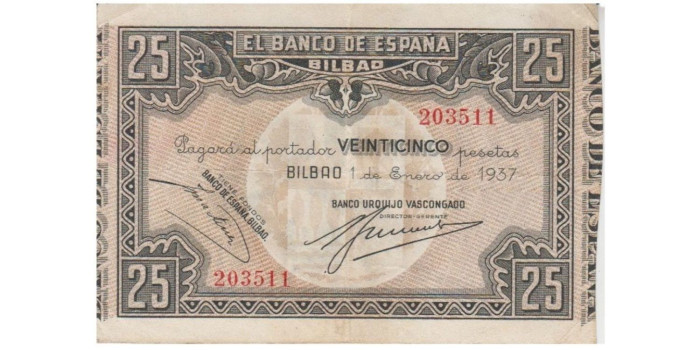 25 EL BANCO DE ESPAÑA 25
BILBAO
203511
Pagará al portador VEINTICINCO pesetas
BILBAO 1 de Enero de 1937
BANCO URQUIJO VASCONGADO
DIRECTOR-GERENTE
BANCO DE ESPAÑA, BILBAO.
203511
25 25
BANCO DE ESPAÑ